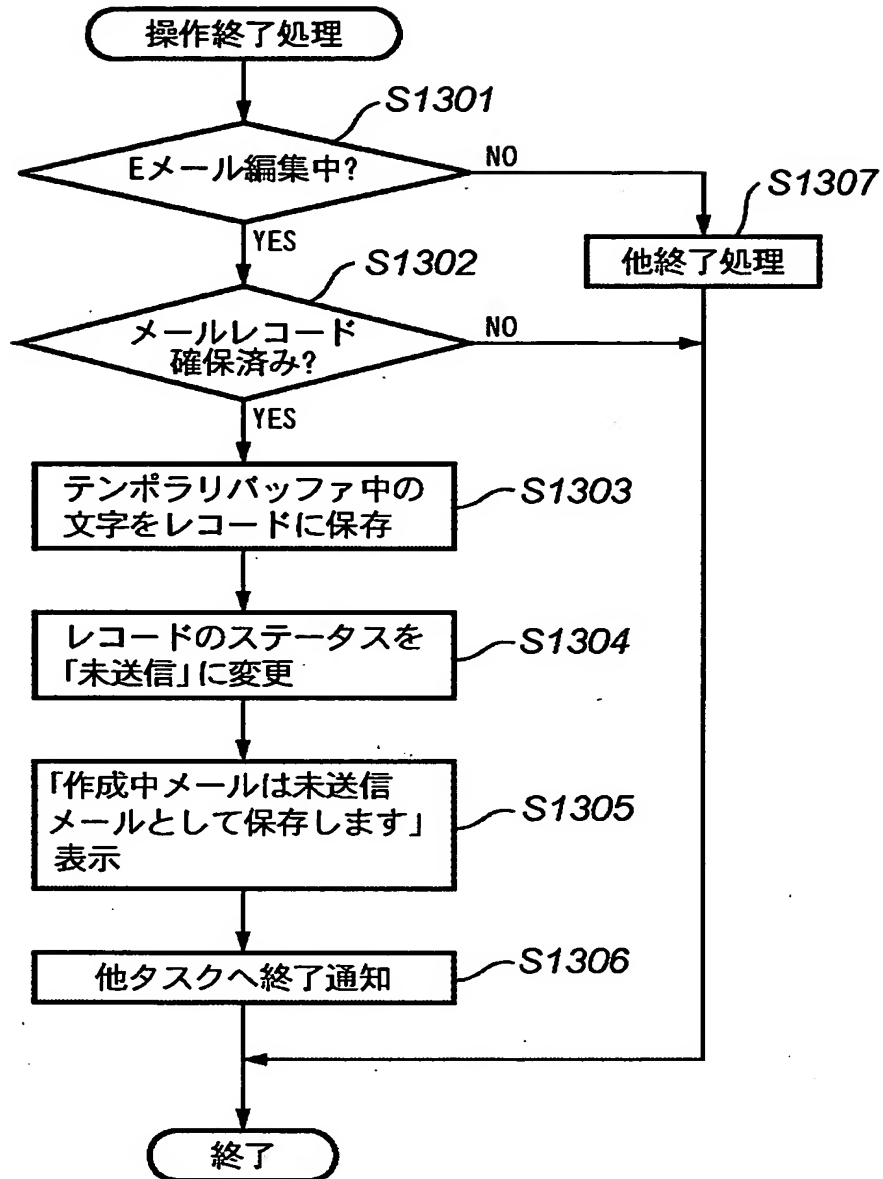 操作終了処理
S1301
Eメール編集中?
NO
S1307
YES
他終了処理
S1302
メールレコード
確保済み?
NO
YES
テンポラリバッファ中の
文字をレコードに保存
S1303
レコードのステータスを
「未送信」に変更
S1304
「作成中メールは未送信
メールとして保存します」
表示
S1305
他タスクへ終了通知
S1306
終了